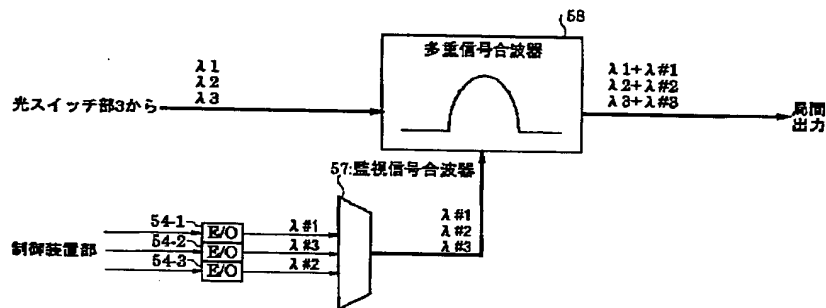 58
多重信号合波器
λ1
λ2
λ3
光スイッチ部3から
λ1+λ#1
λ2+λ#2
λ3+λ#3
局間
出力
57:監視信号合波器
λ#1
λ#2
λ#3
制御装置部
54-1
E/O
λ#1
54-2
E/O
λ#3
54-3
E/O
λ#2